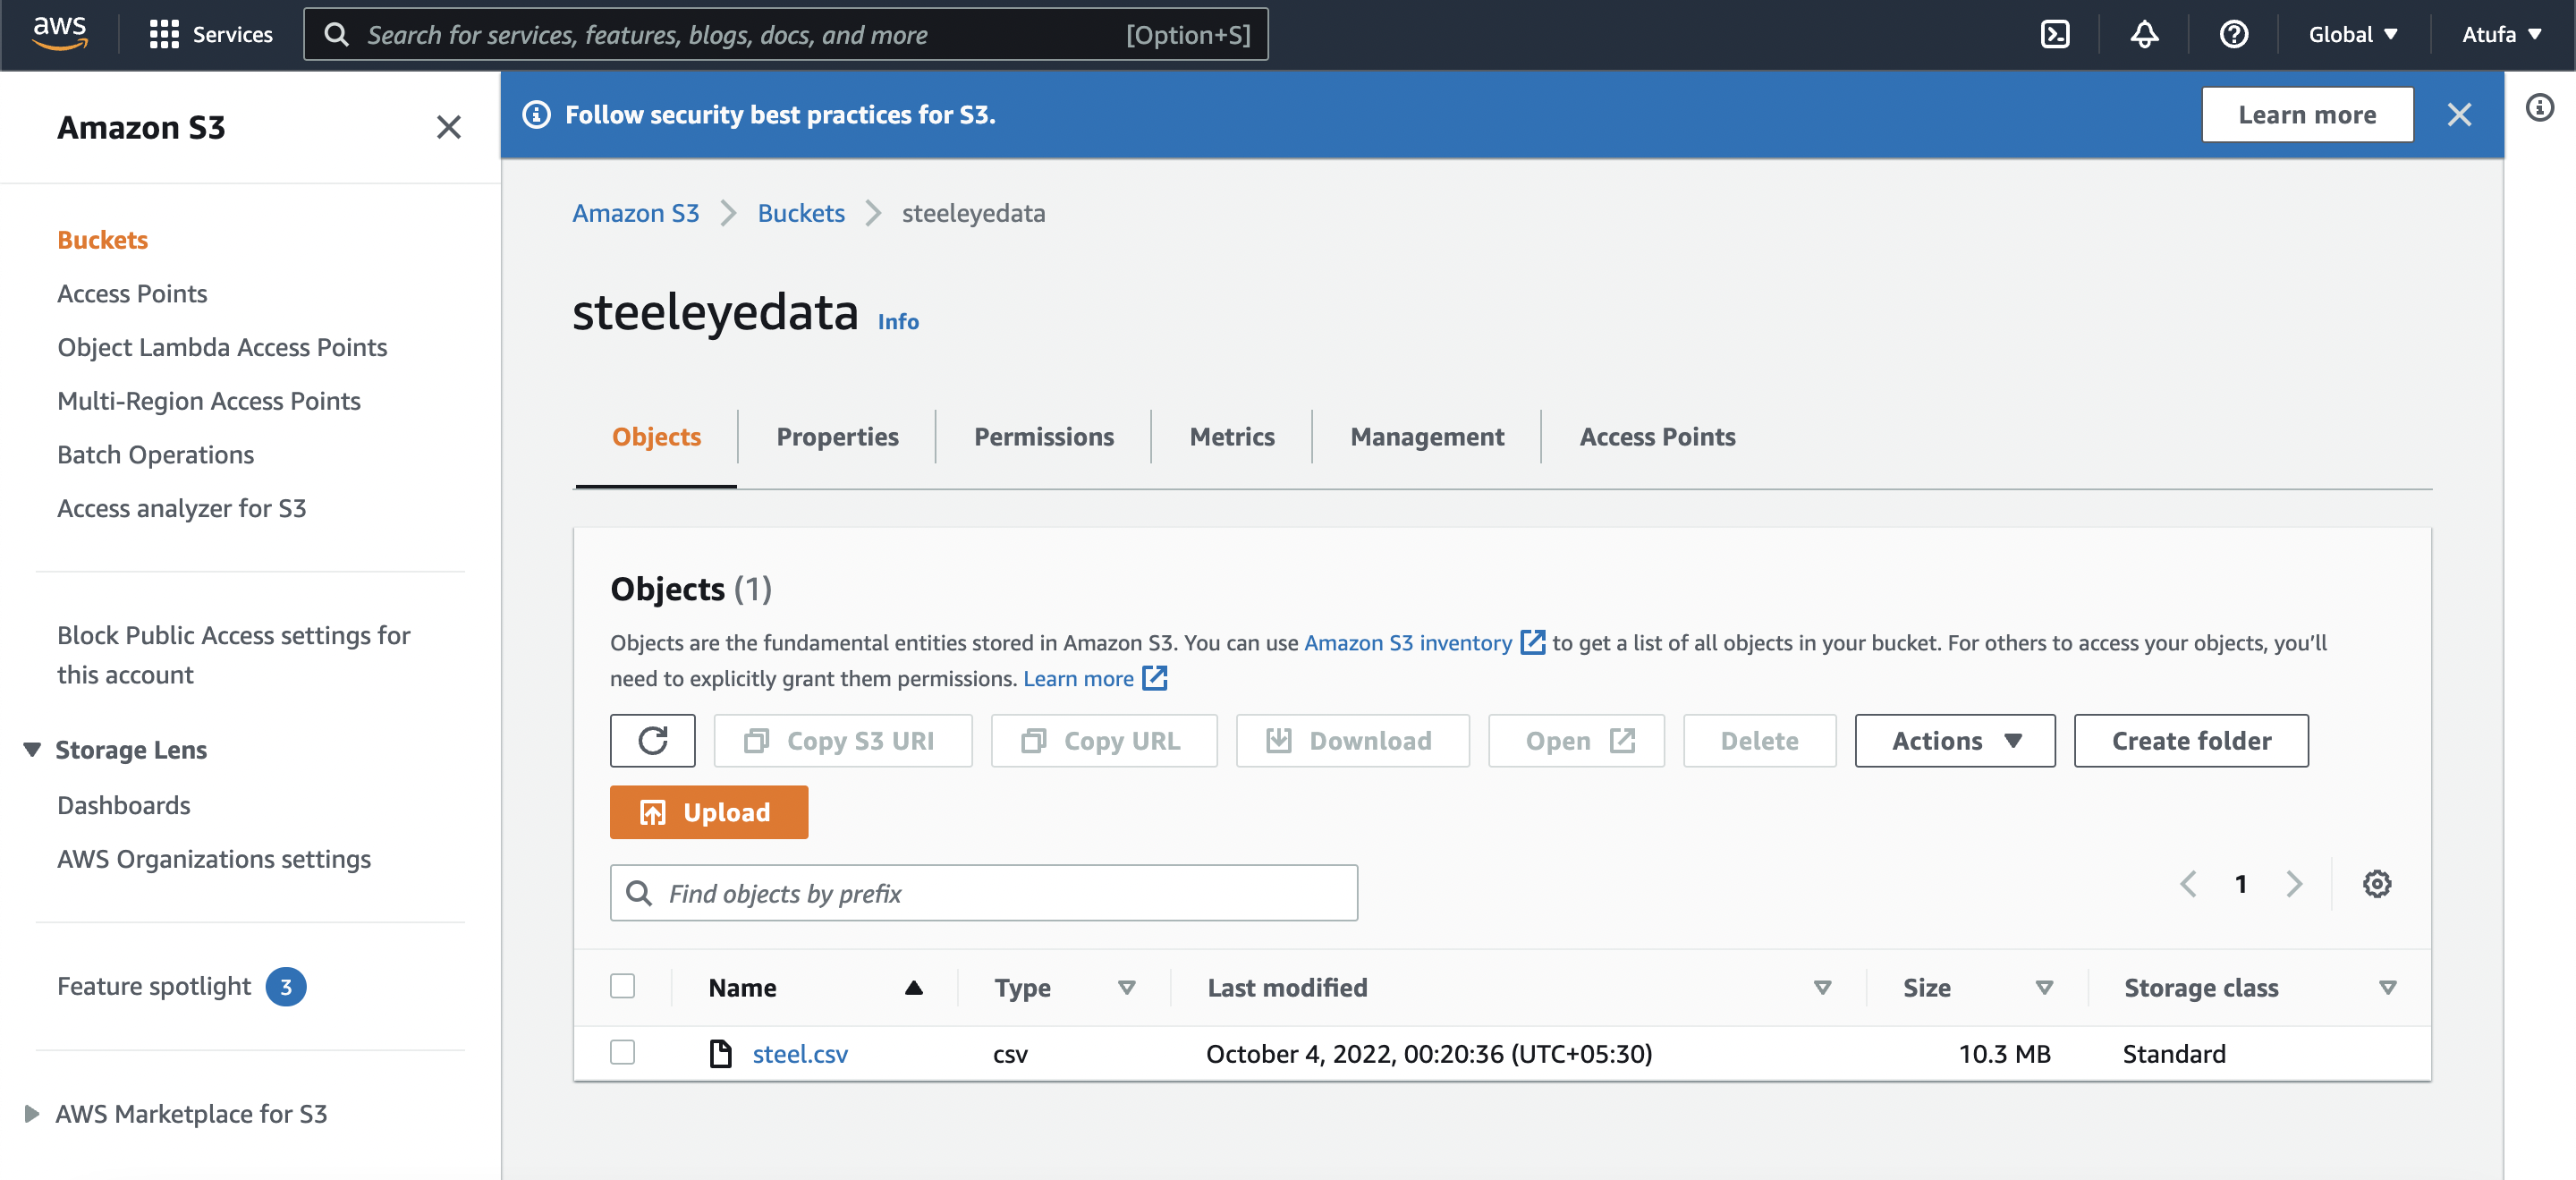 aws
Services
Search for services, features, blogs, docs, and more [Option+S]
Global
Atufa
Amazon S3
Buckets
Access Points
Object Lambda Access Points
Multi-Region Access Points
Batch Operations
Access analyzer for S3
Block Public Access settings for
this account
Storage Lens
Dashboards
AWS Organizations settings
Feature spotlight 3
AWS Marketplace for S3
Follow security best practices for S3.
Learn more
Amazon S3 Buckets steeleyedata
steeleyedata Info
Objects Properties Permissions Metrics Management Access Points
Objects (1)
Objects are the fundamental entities stored in Amazon S3. You can use Amazon S3 inventory to get a list of all objects in your bucket. For others to access your objects, you’ll
need to explicitly grant them permissions. Learn more
Copy S3 URI Copy URL Download Open Delete Actions Create folder
Upload
Find objects by prefix
1
Name Type Last modified Size Storage class
steel.csv csv October 4, 2022, 00:20:36 (UTC+05:30) 10.3 MB Standard